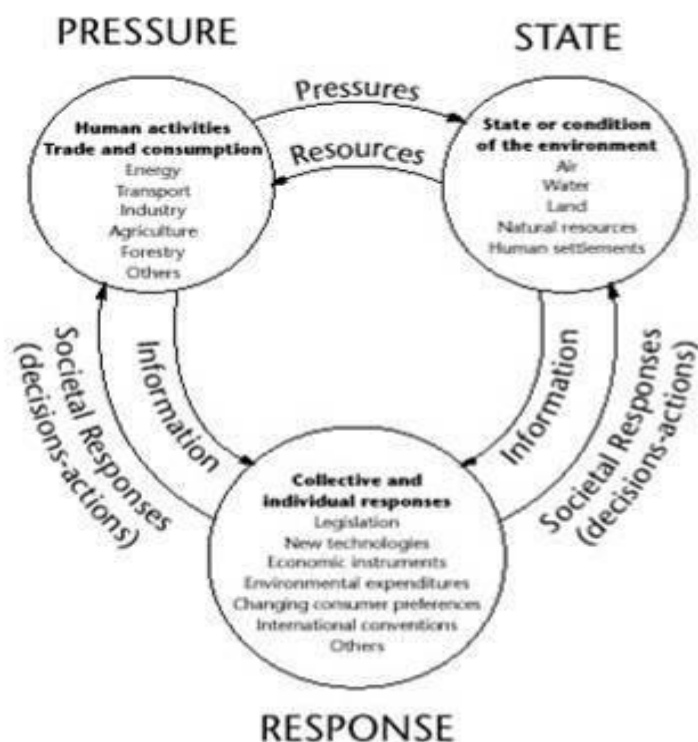 PRESSURE
STATE
Pressures
Resources
Human activities
Trade and consumption
Energy
Transport
Industry
Agriculture
Forestry
Others
State or condition
of the environment
Air
Water
Land
Natural resources
Human settlements
Societal Responses
(decisions-actions)
Information
Information
Societal Responses
(decisions-actions)
Collective and
individual responses
Legislation
New technologies
Economic instruments
Environmental expenditures
Changing consumer preferences
International conventions
Others
RESPONSE